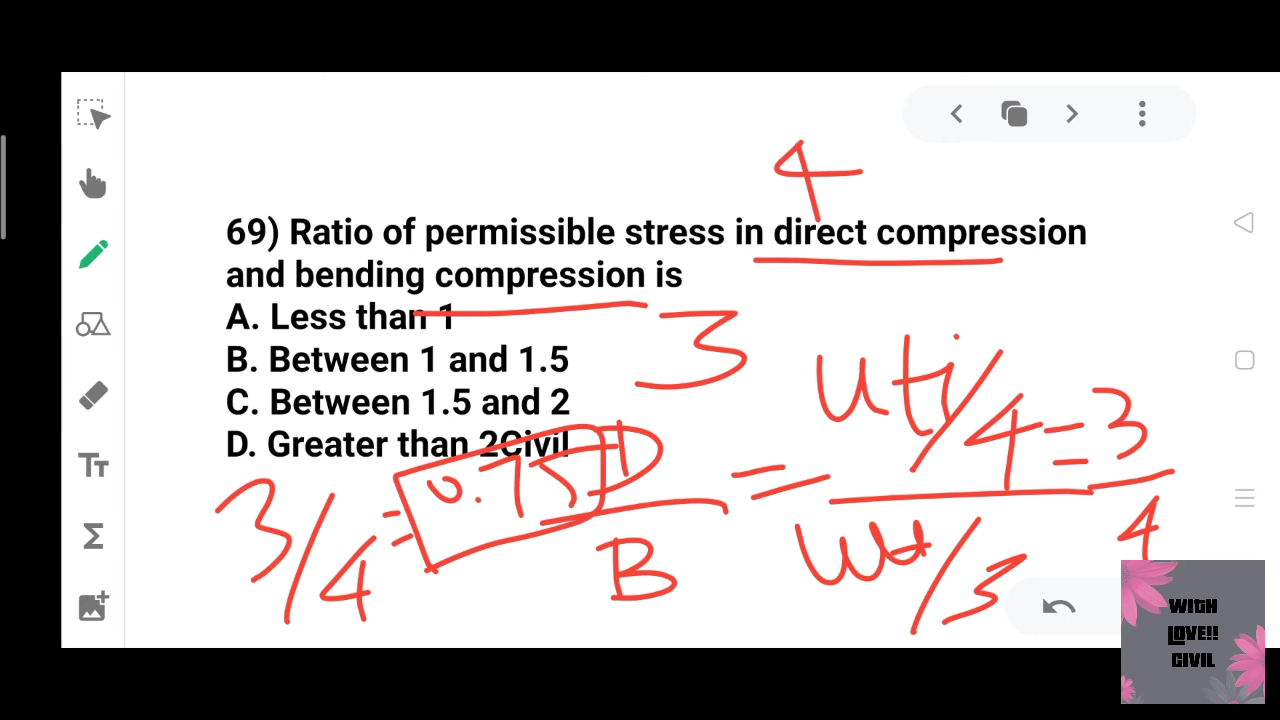 4
69) Ratio of permissible stress in direct compression
and bending compression is
A. Less than 1
3
B. Between 1 and 1.5
C. Between 1.5 and 2
D. Greater than 2Civil
3/4 = 0.75 D/B = /4 / /3 = 3/4
Tt
Σ
WITH
LOVE!!
CIVIL